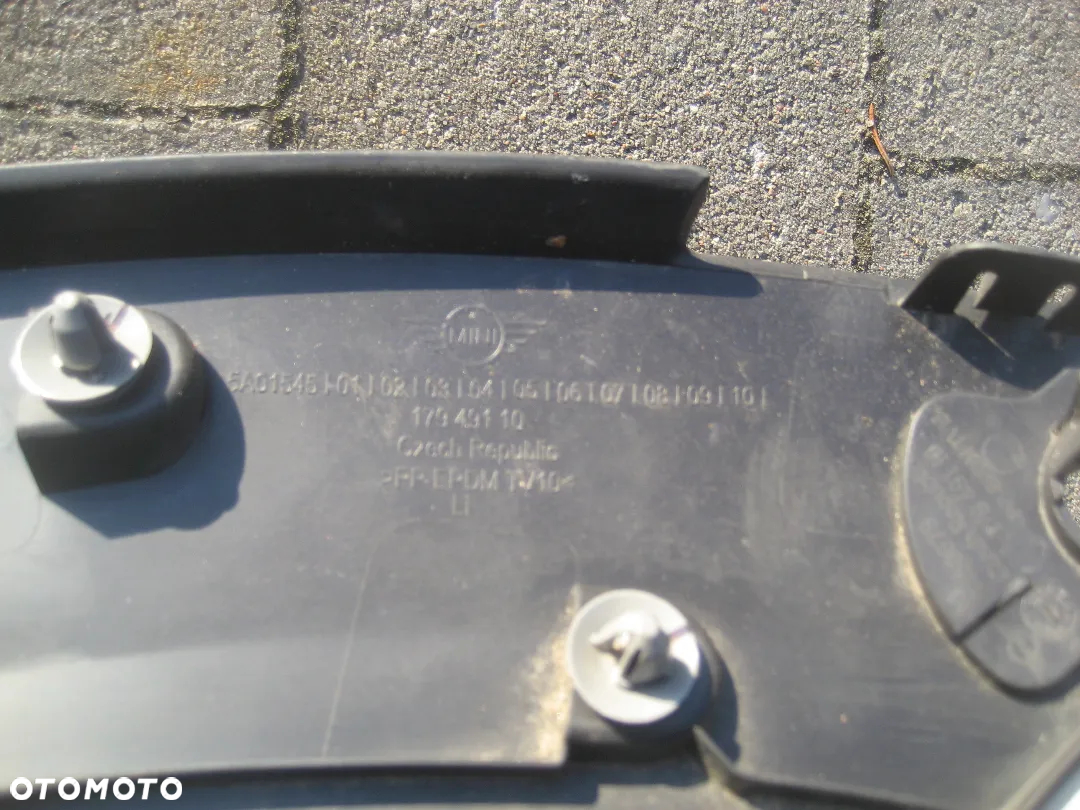 MINI
5A01545 | 01 | 02 | 03 | 04 | 05 | 06 | 07 | 08 | 09 | 10 |
179 491 10
Czech Republic
>PP+EPDM TV10<
LI
OTOMOTO